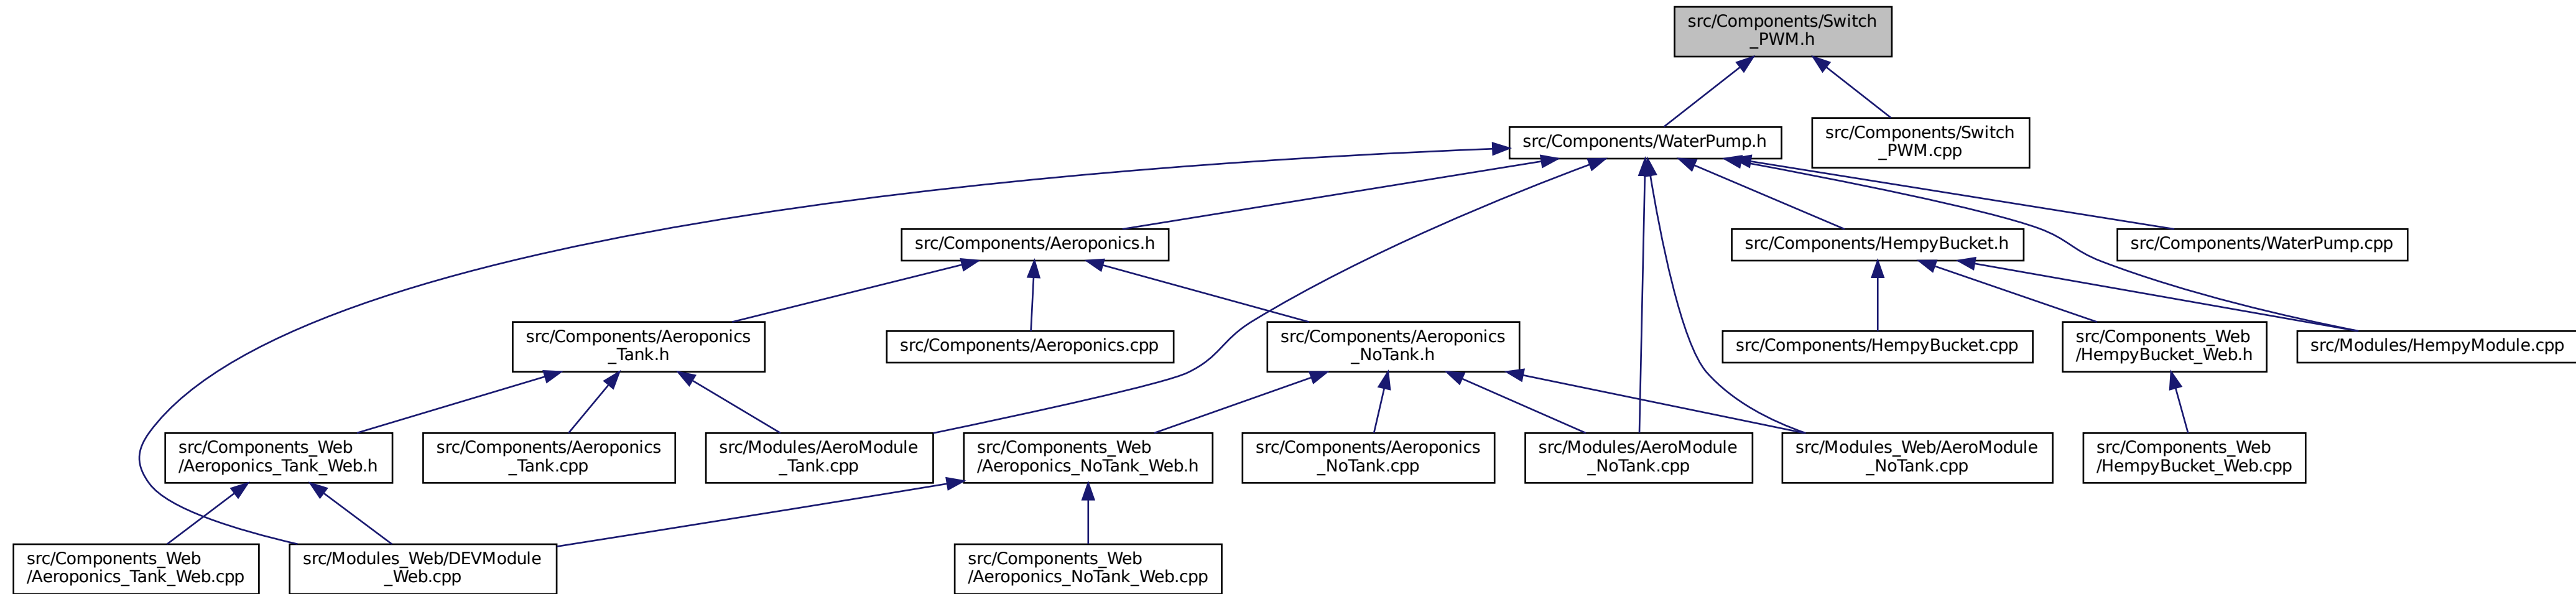 src/Components/Switch
_PWM.h
src/Components/WaterPump.h
src/Components/Switch
_PWM.cpp
src/Components/Aeroponics.h
src/Components/HempyBucket.h
src/Components/WaterPump.cpp
src/Components/Aeroponics
_Tank.h
src/Components/Aeroponics.cpp
src/Components/Aeroponics
_NoTank.h
src/Components/HempyBucket.cpp
src/Components_Web
/HempyBucket_Web.h
src/Modules/HempyModule.cpp
src/Components_Web
/Aeroponics_Tank_Web.h
src/Components/Aeroponics
_Tank.cpp
src/Modules/AeroModule
_Tank.cpp
src/Components_Web
/Aeroponics_NoTank_Web.h
src/Components/Aeroponics
_NoTank.cpp
src/Modules/AeroModule
_NoTank.cpp
src/Modules_Web/AeroModule
_NoTank.cpp
src/Components_Web
/HempyBucket_Web.cpp
src/Components_Web
/Aeroponics_Tank_Web.cpp
src/Modules_Web/DEVModule
_Web.cpp
src/Components_Web
/Aeroponics_NoTank_Web.cpp